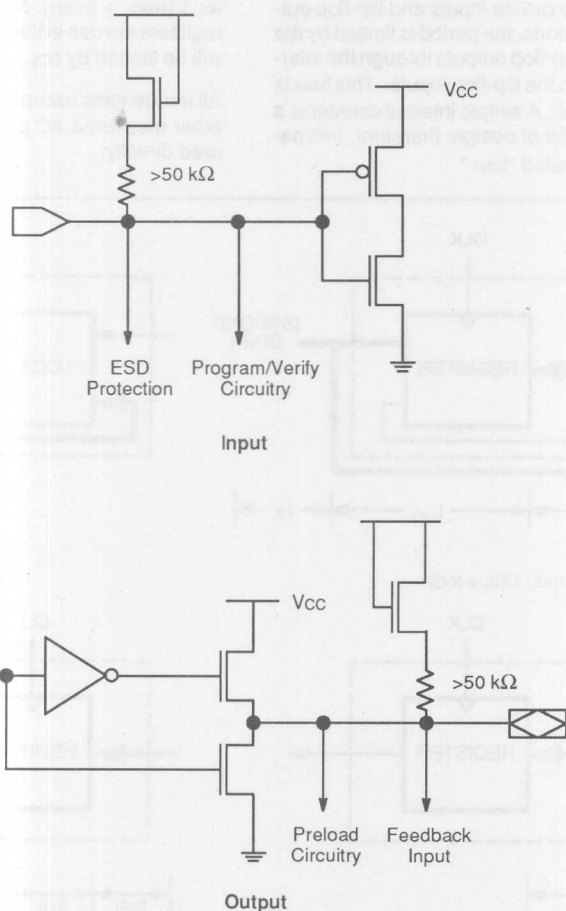 >50 kΩ
VCC
ESD
Protection
Program/Verify
Circuitry
Input
VCC
>50 kΩ
Preload
Circuitry
Feedback
Input
Output